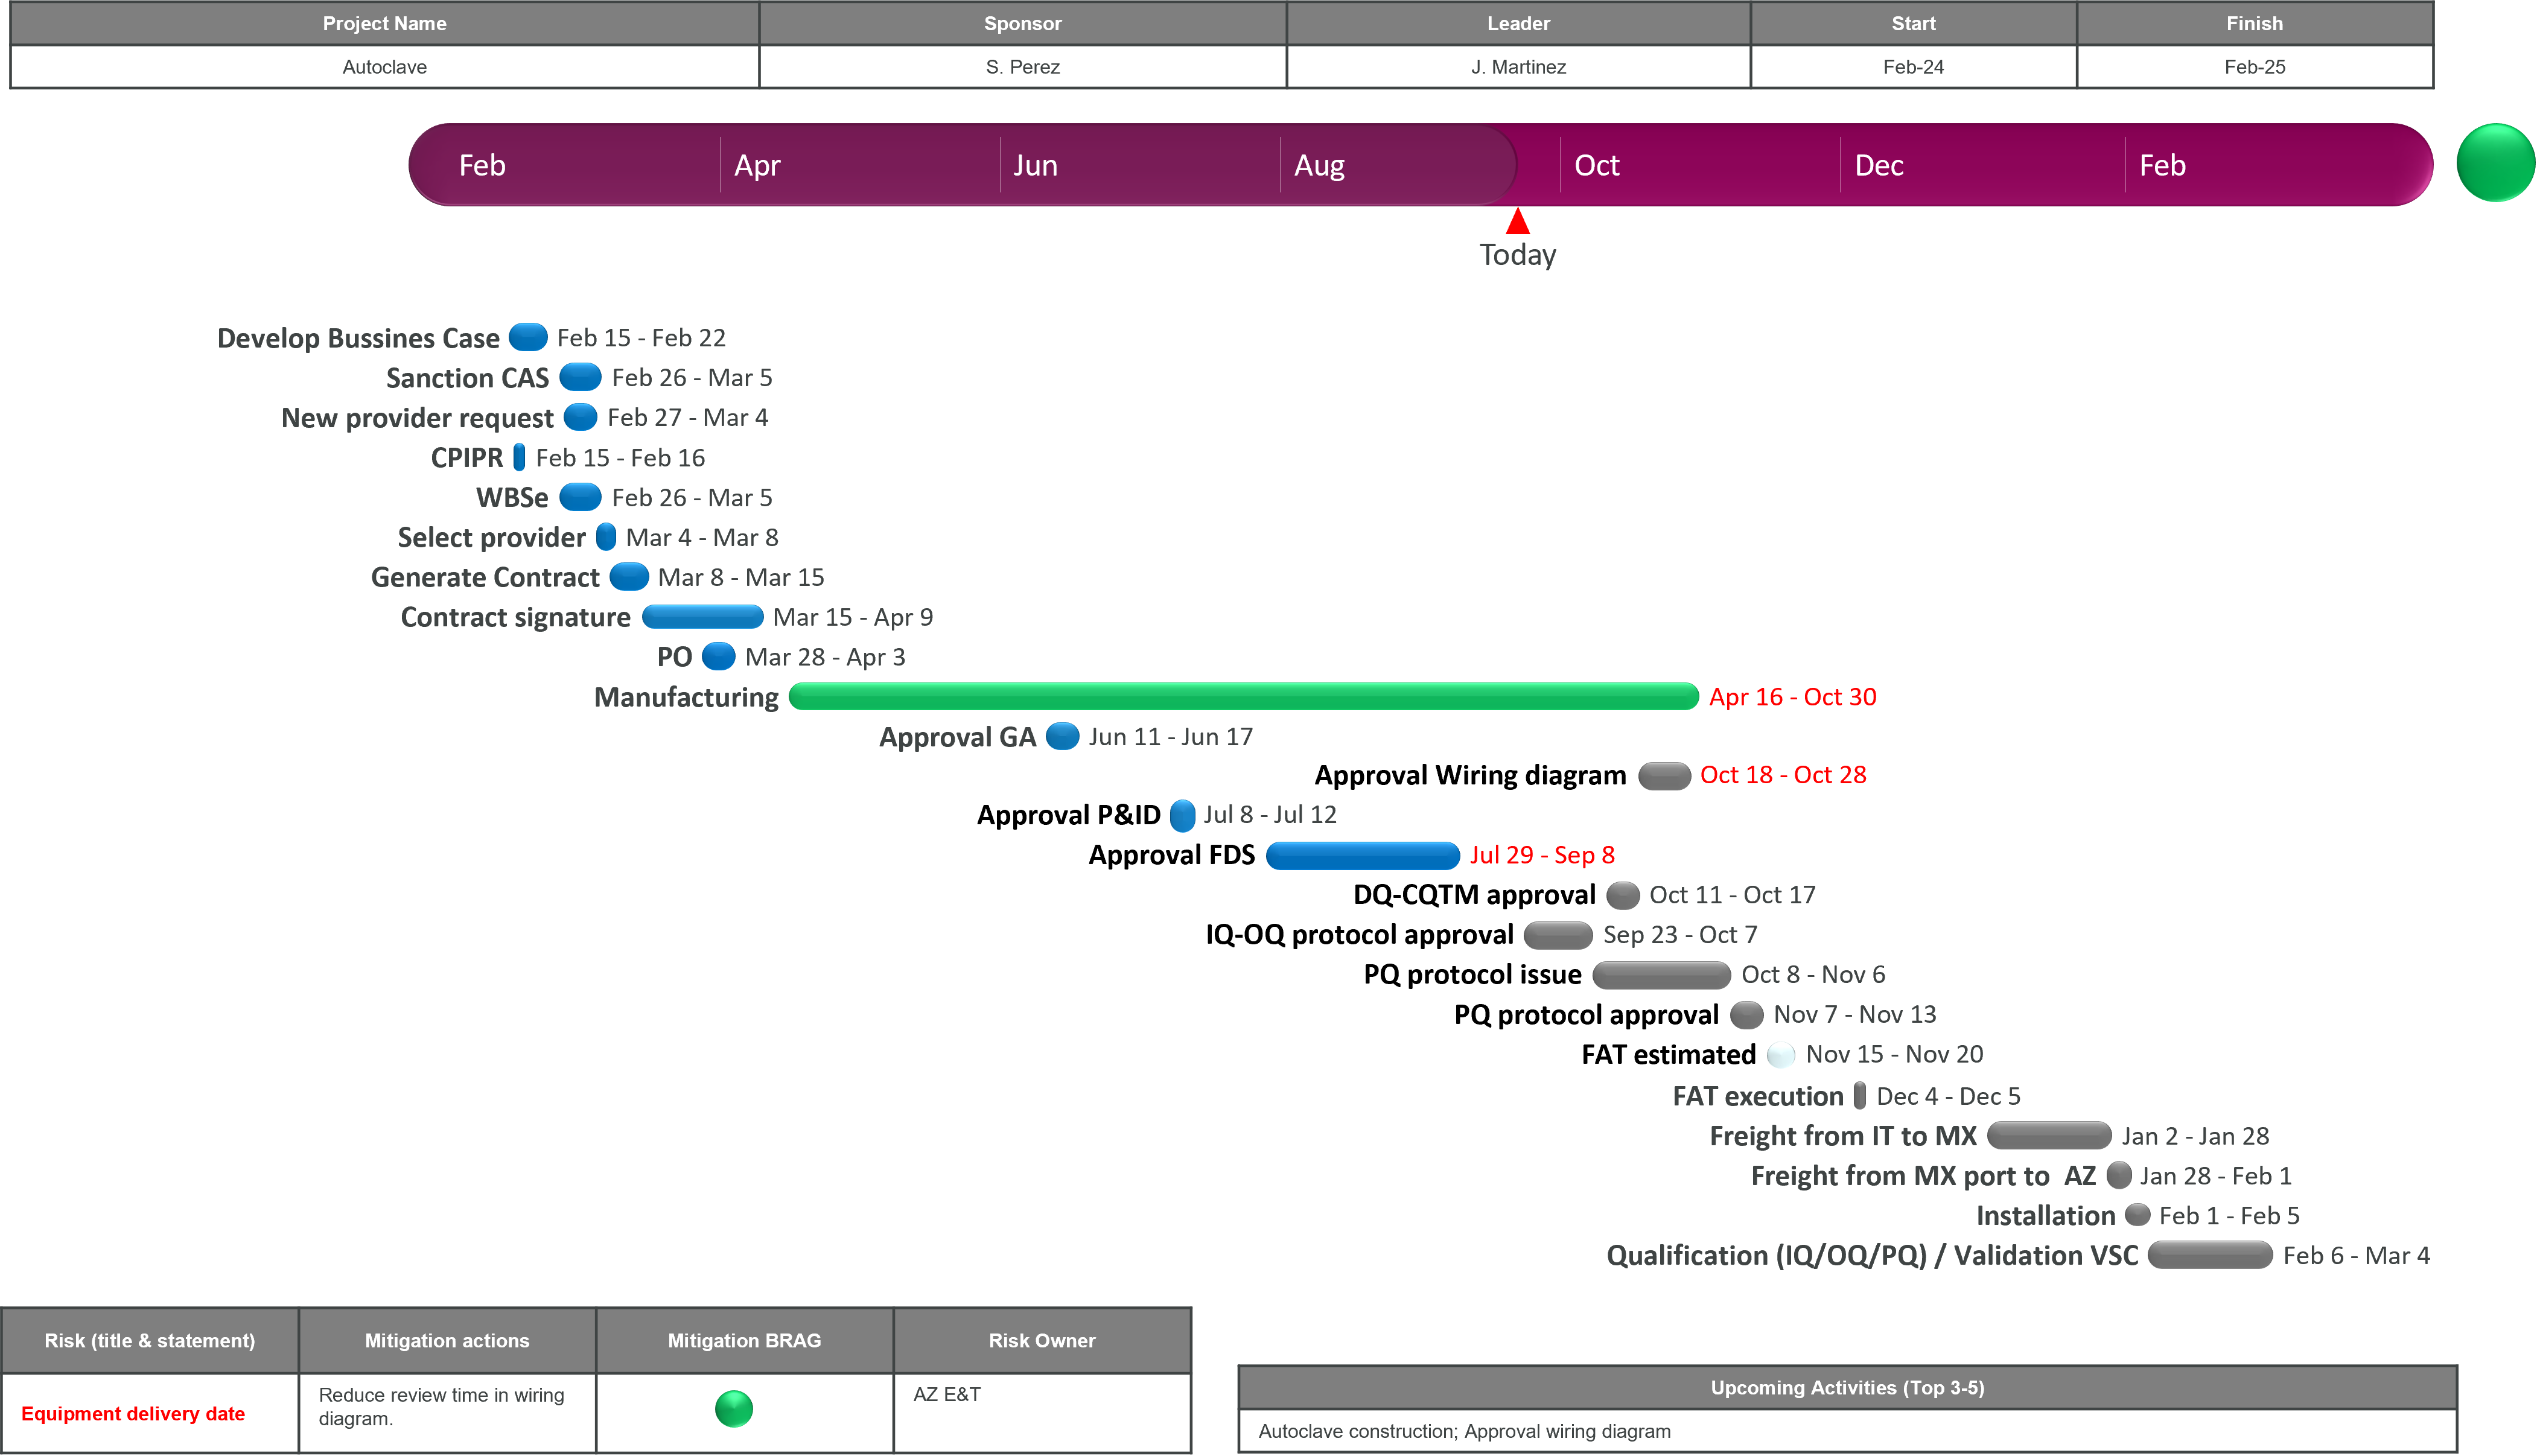 Project Name Sponsor Leader Start Finish
Autoclave S. Perez J. Martinez Feb-24 Feb-25
Feb Apr Jun Aug Oct Dec Feb
Today
Develop Bussines Case Feb 15 - Feb 22
Sanction CAS Feb 26 - Mar 5
New provider request Feb 27 - Mar 4
CPIPR Feb 15 - Feb 16
WBSe Feb 26 - Mar 5
Select provider Mar 4 - Mar 8
Generate Contract Mar 8 - Mar 15
Contract signature Mar 15 - Apr 9
PO Mar 28 - Apr 3
Manufacturing Apr 16 - Oct 30
Approval GA Jun 11 - Jun 17
Approval Wiring diagram Oct 18 - Oct 28
Approval P&ID Jul 8 - Jul 12
Approval FDS Jul 29 - Sep 8
DQ-CQTM approval Oct 11 - Oct 17
IQ-OQ protocol approval Sep 23 - Oct 7
PQ protocol issue Oct 8 - Nov 6
PQ protocol approval Nov 7 - Nov 13
FAT estimated Nov 15 - Nov 20
FAT execution Dec 4 - Dec 5
Freight from IT to MX Jan 2 - Jan 28
Freight from MX port to AZ Jan 28 - Feb 1
Installation Feb 1 - Feb 5
Qualification (IQ/OQ/PQ) / Validation VSC Feb 6 - Mar 4
Risk (title & statement) Mitigation actions Mitigation BRAG Risk Owner
Equipment delivery date
Reduce review time in wiring
diagram.
AZ E&T
Upcoming Activities (Top 3-5)
Autoclave construction; Approval wiring diagram